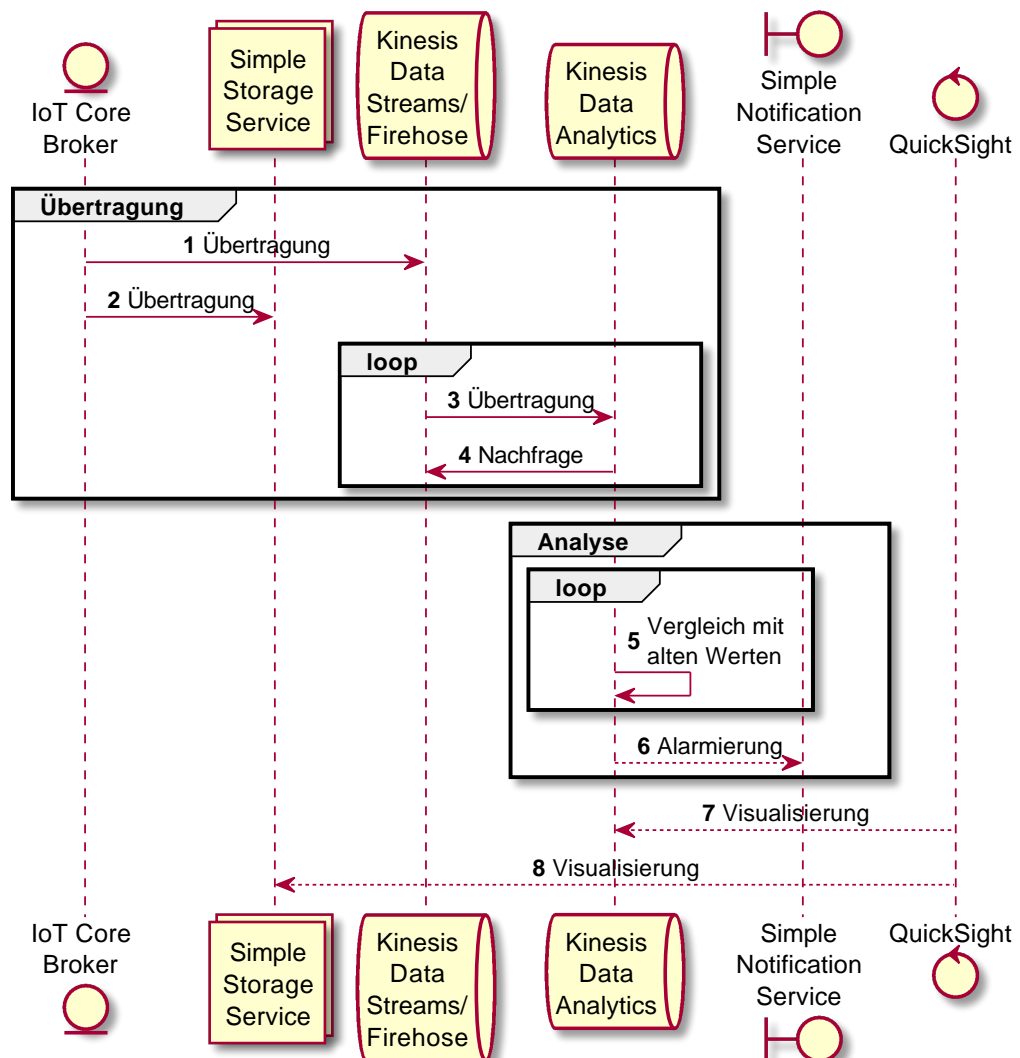 IoT Core
Broker
Simple
Storage
Service
Kinesis
Data
Streams/
Firehose
Kinesis
Data
Analytics
Simple
Notification
Service
QuickSight
Übertragung
1 Übertragung
2 Übertragung
loop
3 Übertragung
4 Nachfrage
Analyse
loop
5 Vergleich mit
alten Werten
6 Alarmierung
7 Visualisierung
8 Visualisierung
IoT Core
Broker
Simple
Storage
Service
Kinesis
Data
Streams/
Firehose
Kinesis
Data
Analytics
Simple
Notification
Service
QuickSight